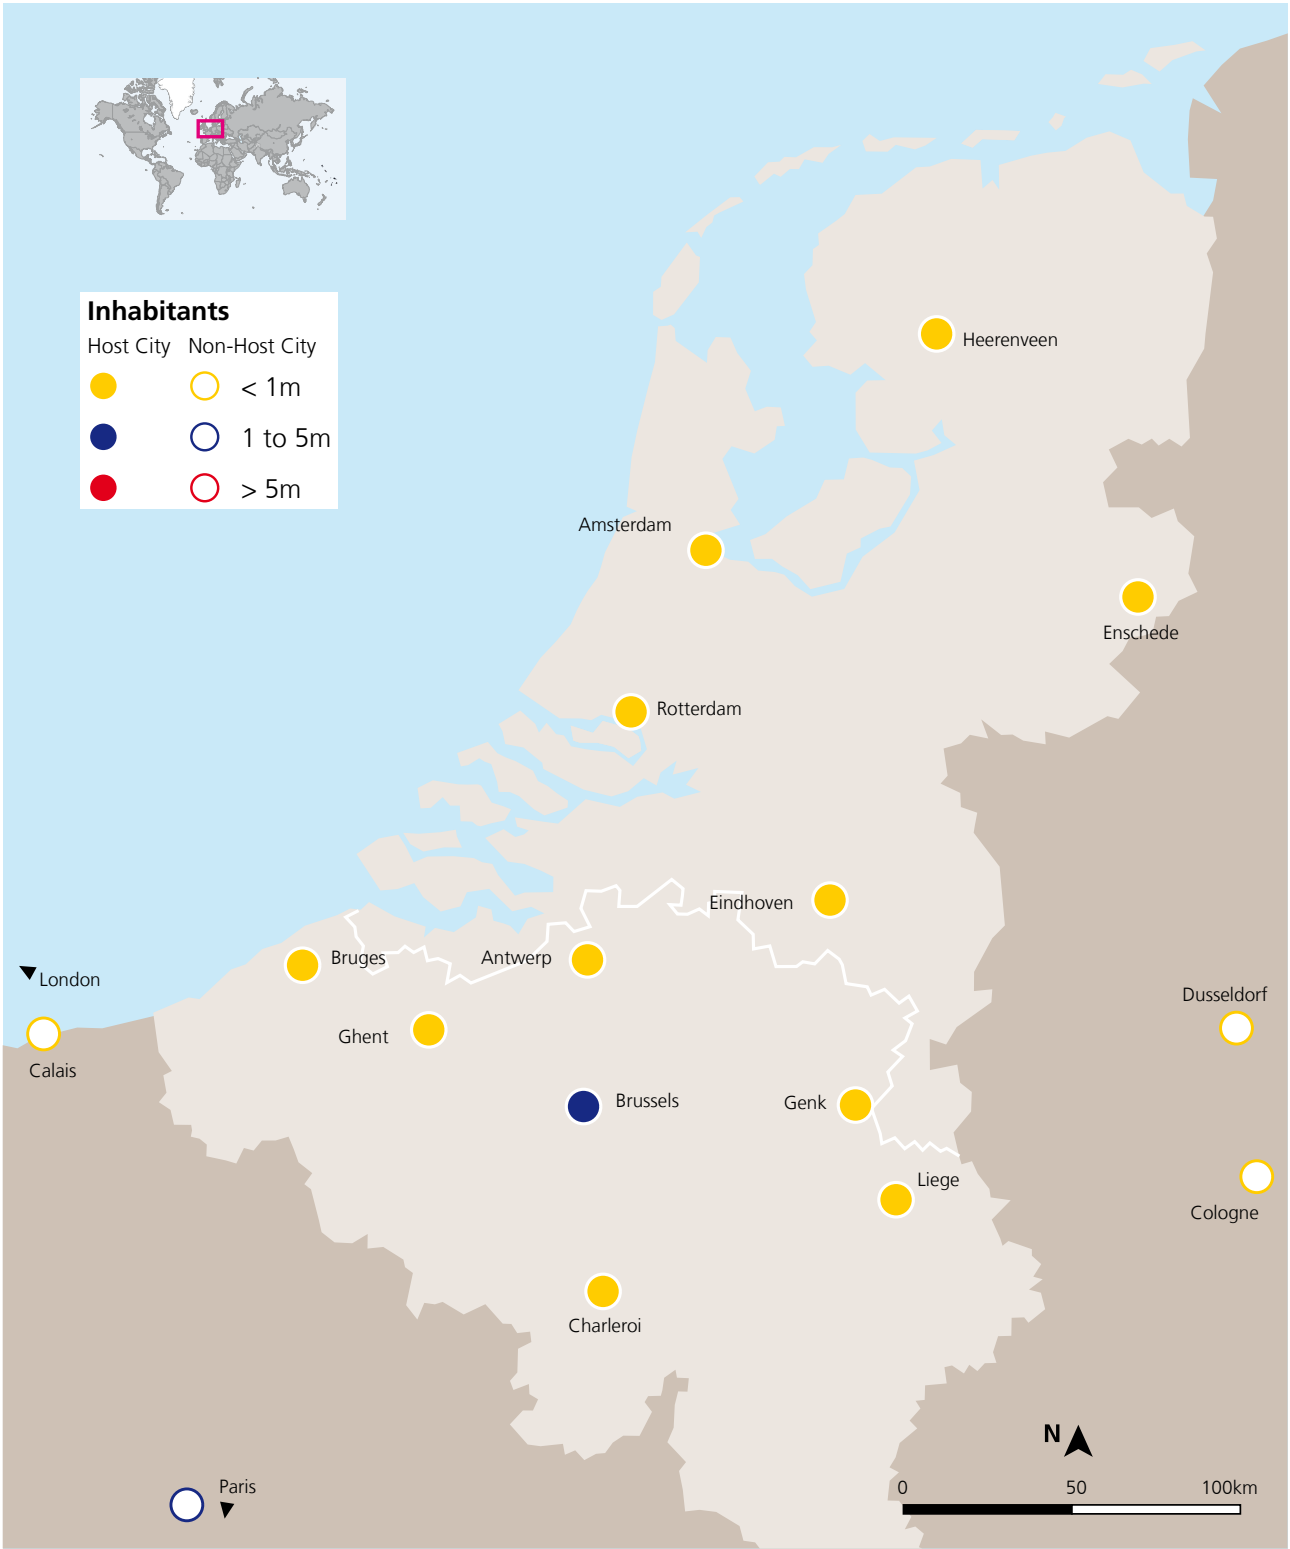 Inhabitants
Host City Non-Host City
< 1m
1 to 5m
> 5m
Heerenveen
Amsterdam
Enschede
Rotterdam
Eindhoven
Bruges
Antwerp
London
Dusseldorf
Ghent
Calais
Brussels
Genk
Liege
Cologne
Charleroi
N
Paris
0 50 100km